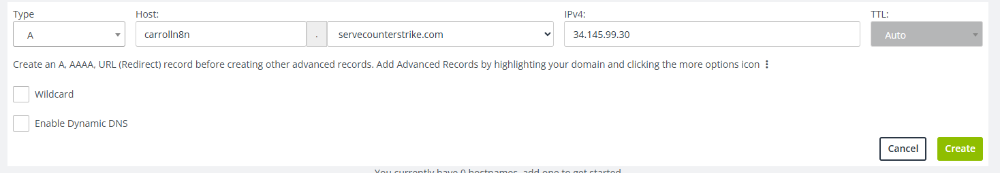 Type Host: IPv4: TTL:
A carrolln8n . servecounterstrike.com 34.145.99.30 Auto
Create an A, AAAA, URL (Redirect) record before creating other advanced records. Add Advanced Records by highlighting your domain and clicking the more options icon
Wildcard
Enable Dynamic DNS
Cancel Create
You currently have 0 hostnames, add one to get started